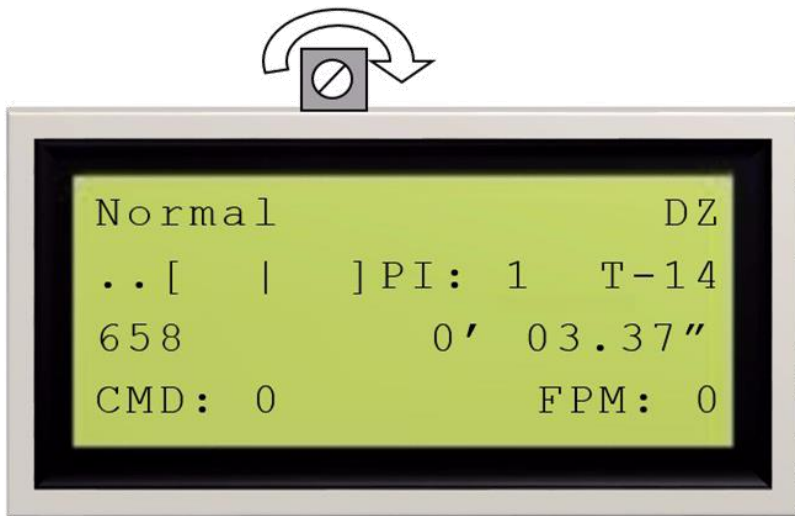 Normal DZ
..[ | ]PI: 1 T-14
658 0′ 03.37″
CMD: 0 FPM: 0